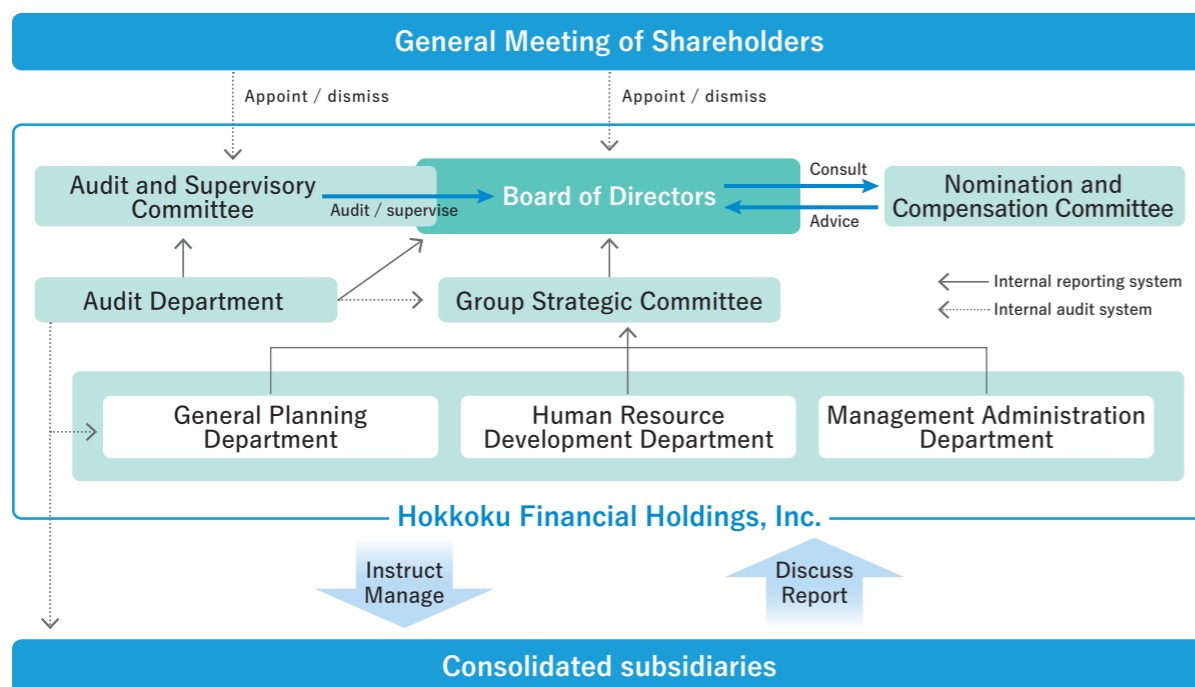 General Meeting of Shareholders
Appoint / dismiss
Appoint / dismiss
Audit and Supervisory
Committee
Audit / supervise
Board of Directors
Consult
Advice
Nomination and
Compensation Committee
Audit Department
Group Strategic Committee
Internal reporting system
Internal audit system
General Planning
Department
Human Resource
Development Department
Management Administration
Department
Hokkoku Financial Holdings, Inc.
Instruct
Manage
Discuss
Report
Consolidated subsidiaries